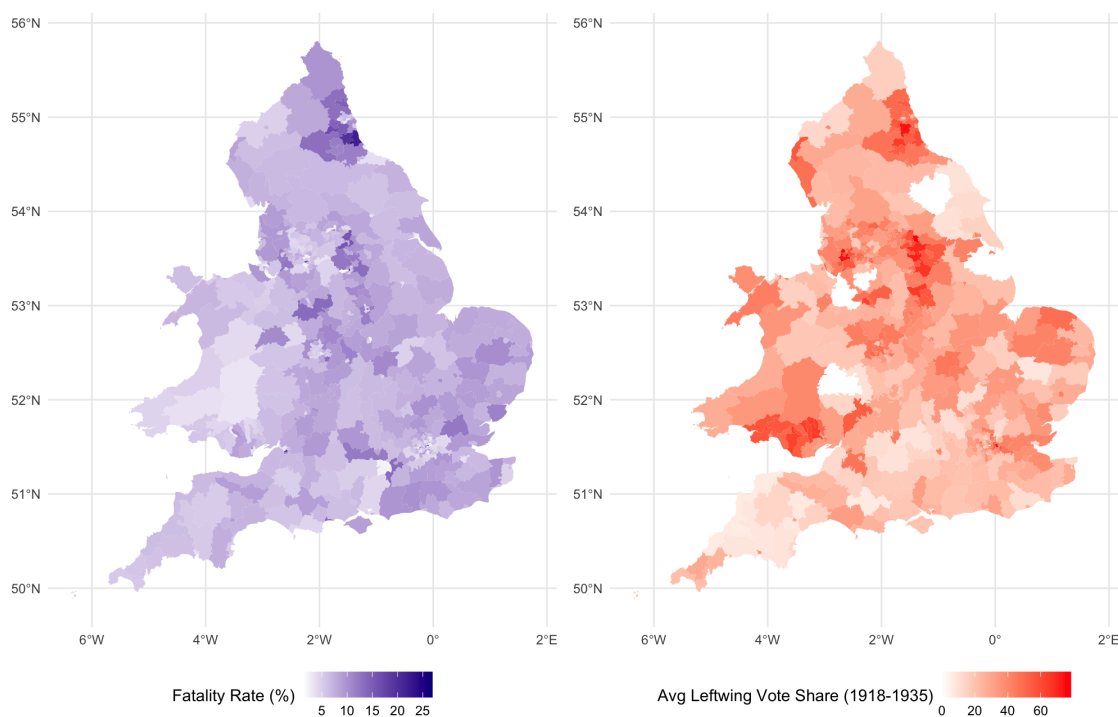 56°N
55°N
54°N
53°N
52°N
51°N
50°N
6°W 4°W 2°W 0° 2°E
Fatality Rate (%)
5 10 15 20 25
56°N
55°N
54°N
53°N
52°N
51°N
50°N
6°W 4°W 2°W 0° 2°E
Avg Leftwing Vote Share (1918-1935)
0 20 40 60